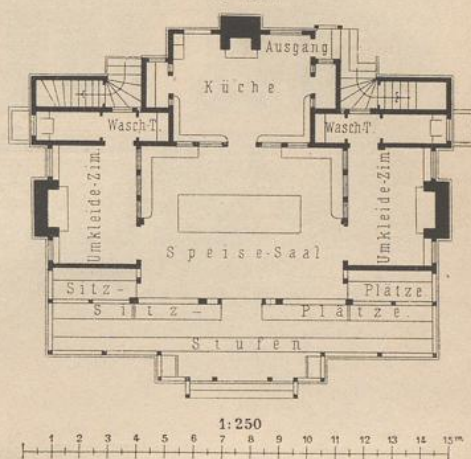 Ausgang
Küche
Wasch-T. Wasch-T.
Umkleide-Zim. Umkleide-Zim.
Speise-Saal
Sitz- Plätze.
Sitz- Plätze.
Stufen
1:250
1 2 3 4 5 6 7 8 9 10 11 12 13 14 15 m